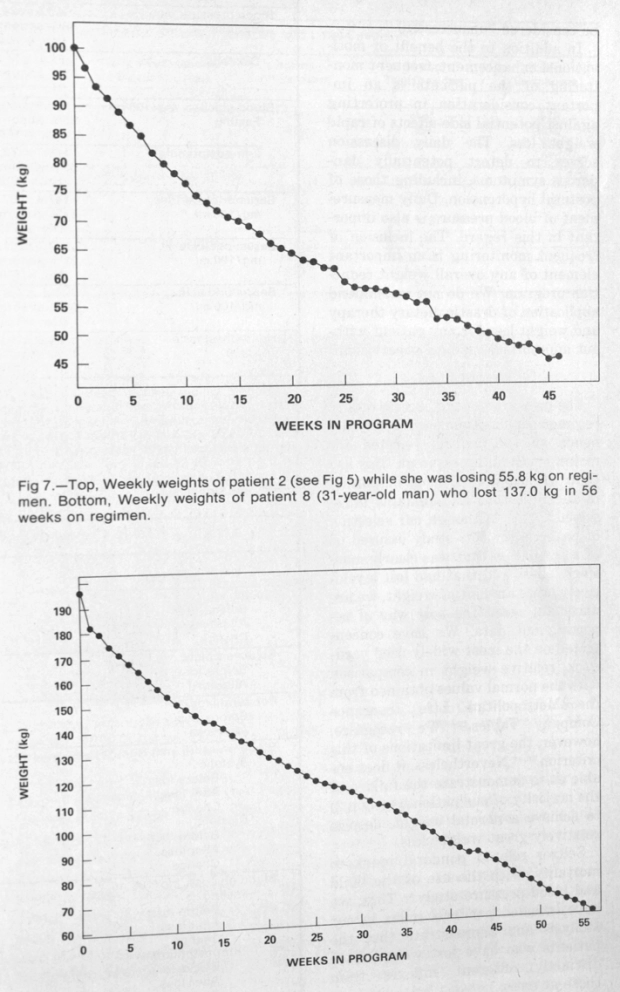 100
95
90
85
80
75
70
65
60
55
50
45
WEIGHT (kg)
0 5 10 15 20 25 30 35 40 45
WEEKS IN PROGRAM
Fig 7.—Top, Weekly weights of patient 2 (see Fig 5) while she was losing 55.8 kg on regi-
men. Bottom, Weekly weights of patient 8 (31-year-old man) who lost 137.0 kg in 56
weeks on regimen.
190
180
170
160
150
140
130
120
110
100
90
80
70
60
WEIGHT (kg)
0 5 10 15 20 25 30 35 40 45 50 55
WEEKS IN PROGRAM